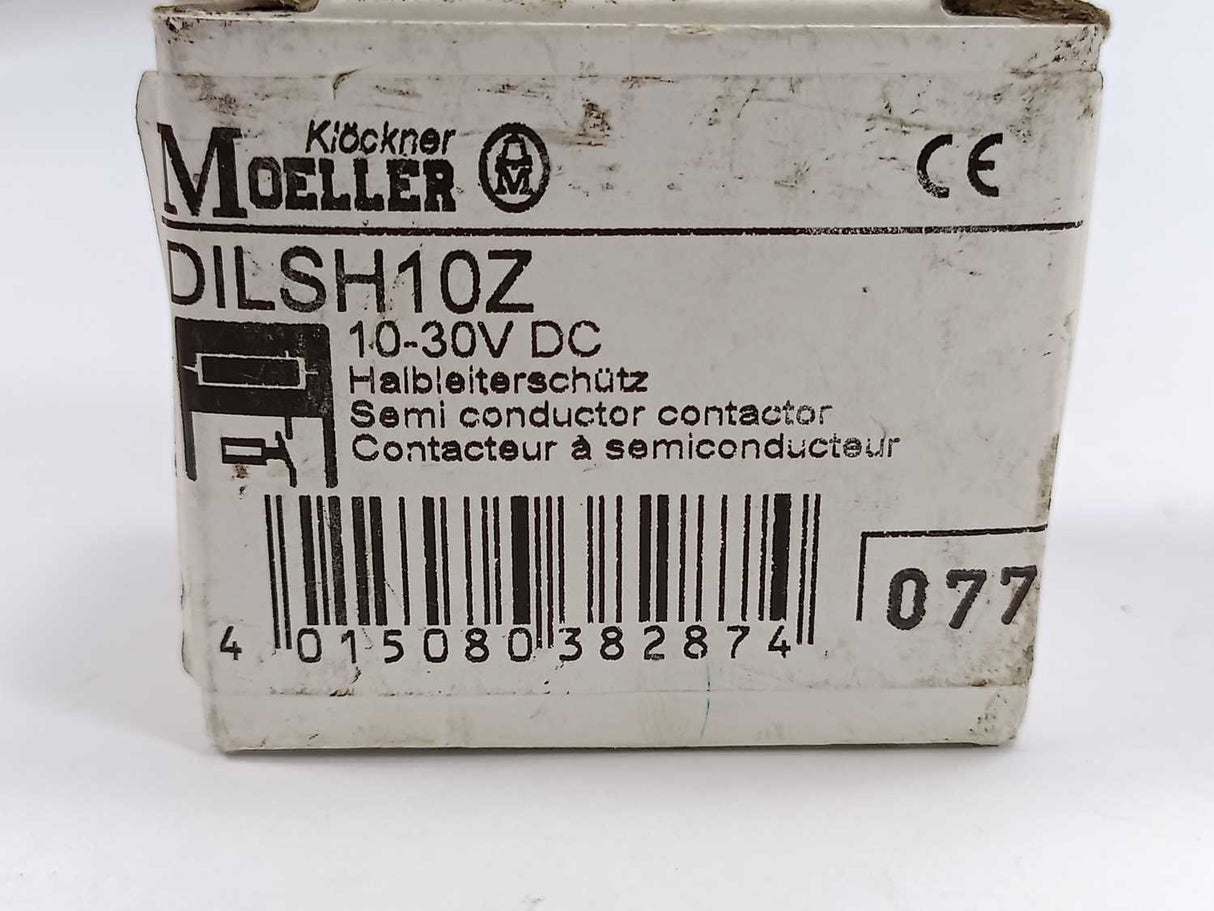 Klöckner
MOELLER
M
CE
DILSH10Z
10-30V DC
Halbleiterschütz
Semi conductor contactor
Contacteur à semiconducteur
077
4 015080 382874